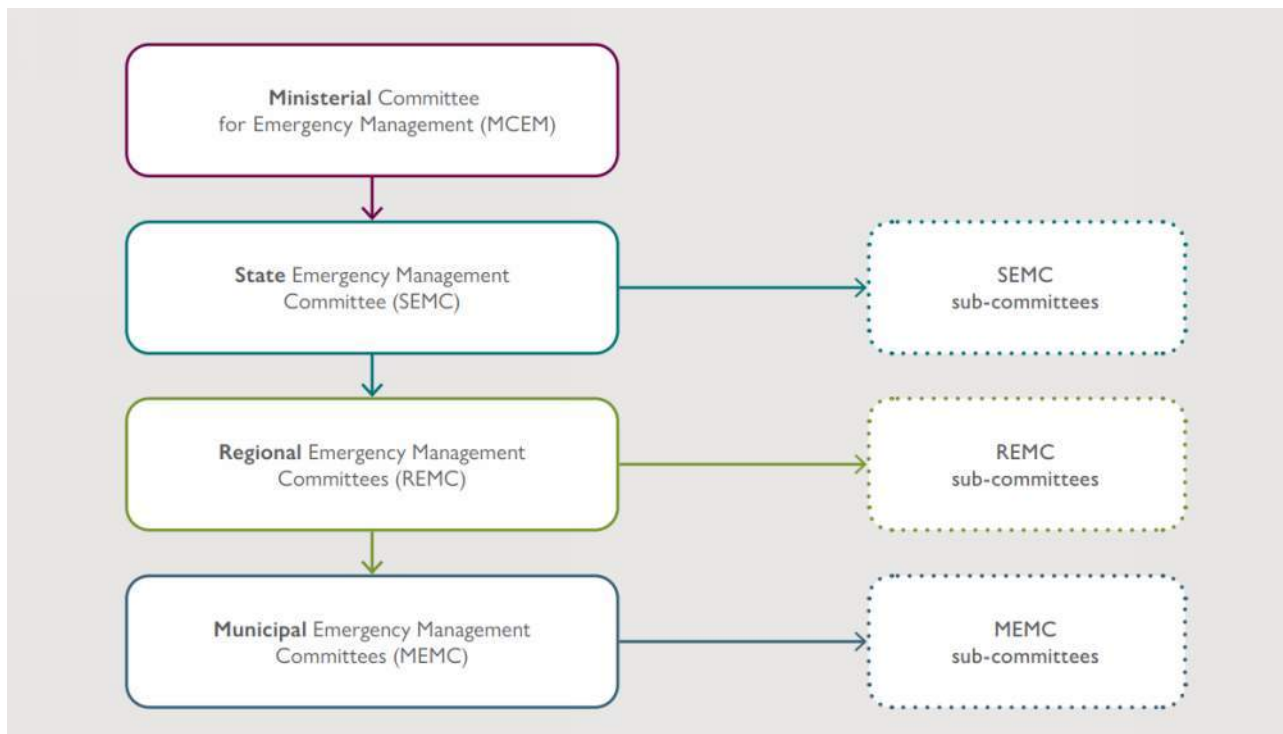 Ministerial Committee
for Emergency Management (MCEM)
State Emergency Management
Committee (SEMC)
SEMC
sub-committees
Regional Emergency Management
Committees (REMC)
REMC
sub-committees
Municipal Emergency Management
Committees (MEMC)
MEMC
sub-committees